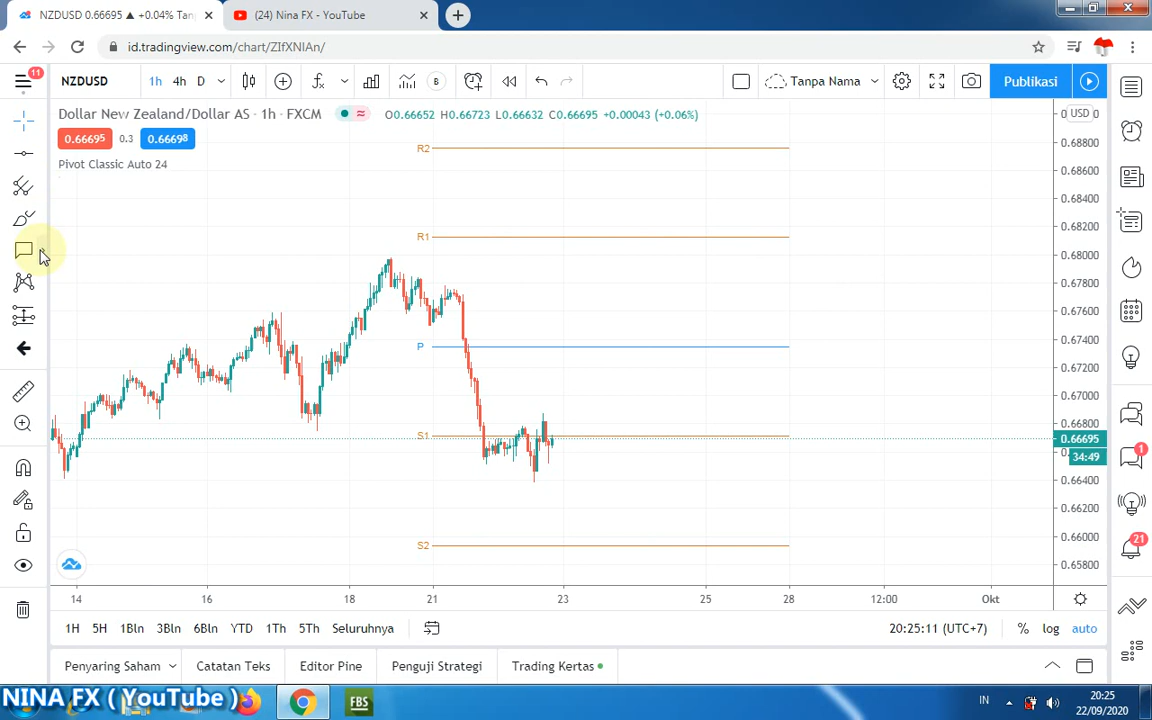 NZDUSD 0.66695 ▲ +0.04% Tan
(24) Nina FX - YouTube
id.tradingview.com/chart/ZIfXNIAn/
11
NZDUSD
1h 4h D
B
Tanpa Nama
Publikasi
Dollar New Zealand/Dollar AS · 1h · FXCM
O0.66652 H0.66723 L0.66632 C0.66695 +0.00043 (+0.06%)
USD
0.66695 0.3 0.66698
Pivot Classic Auto 24
R2
R1
P
S1
S2
0.68800
0.68600
0.68400
0.68200
0.68000
0.67800
0.67600
0.67400
0.67200
0.67000
0.66800
0.66695
34:49
0.66400
0.66200
0.66000
0.65800
1
21
14 16 18 21 23 25 28 12:00 Okt
1H 5H 1Bln 3Bln 6Bln YTD 1Th 5Th Seluruhnya
20:25:11 (UTC+7) % log auto
Penyaring Saham Catatan Teks Editor Pine Penguji Strategi Trading Kertas
NINA FX ( YouTube )
FBS
IN
20:25
22/09/2020